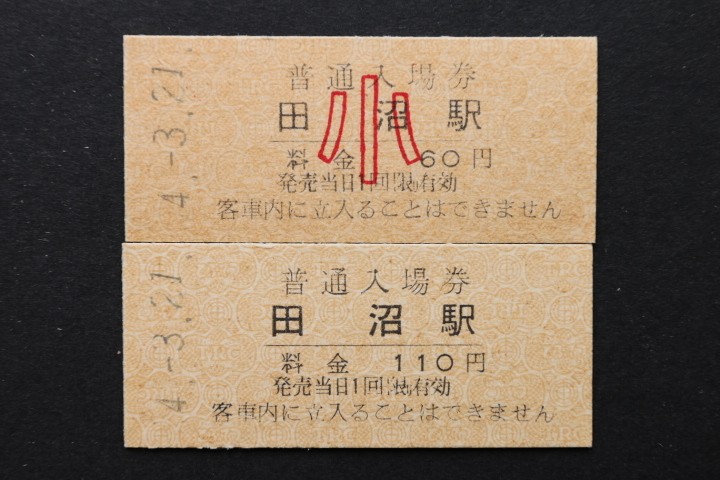 4.-3.21.
普通入場券
小
田沼駅
料金 60円
発売当日1回限り有効
客車内に立入ることはできません
4.-3.21.
普通入場券
田沼駅
料金 110円
発売当日1回限り有効
客車内に立入ることはできません